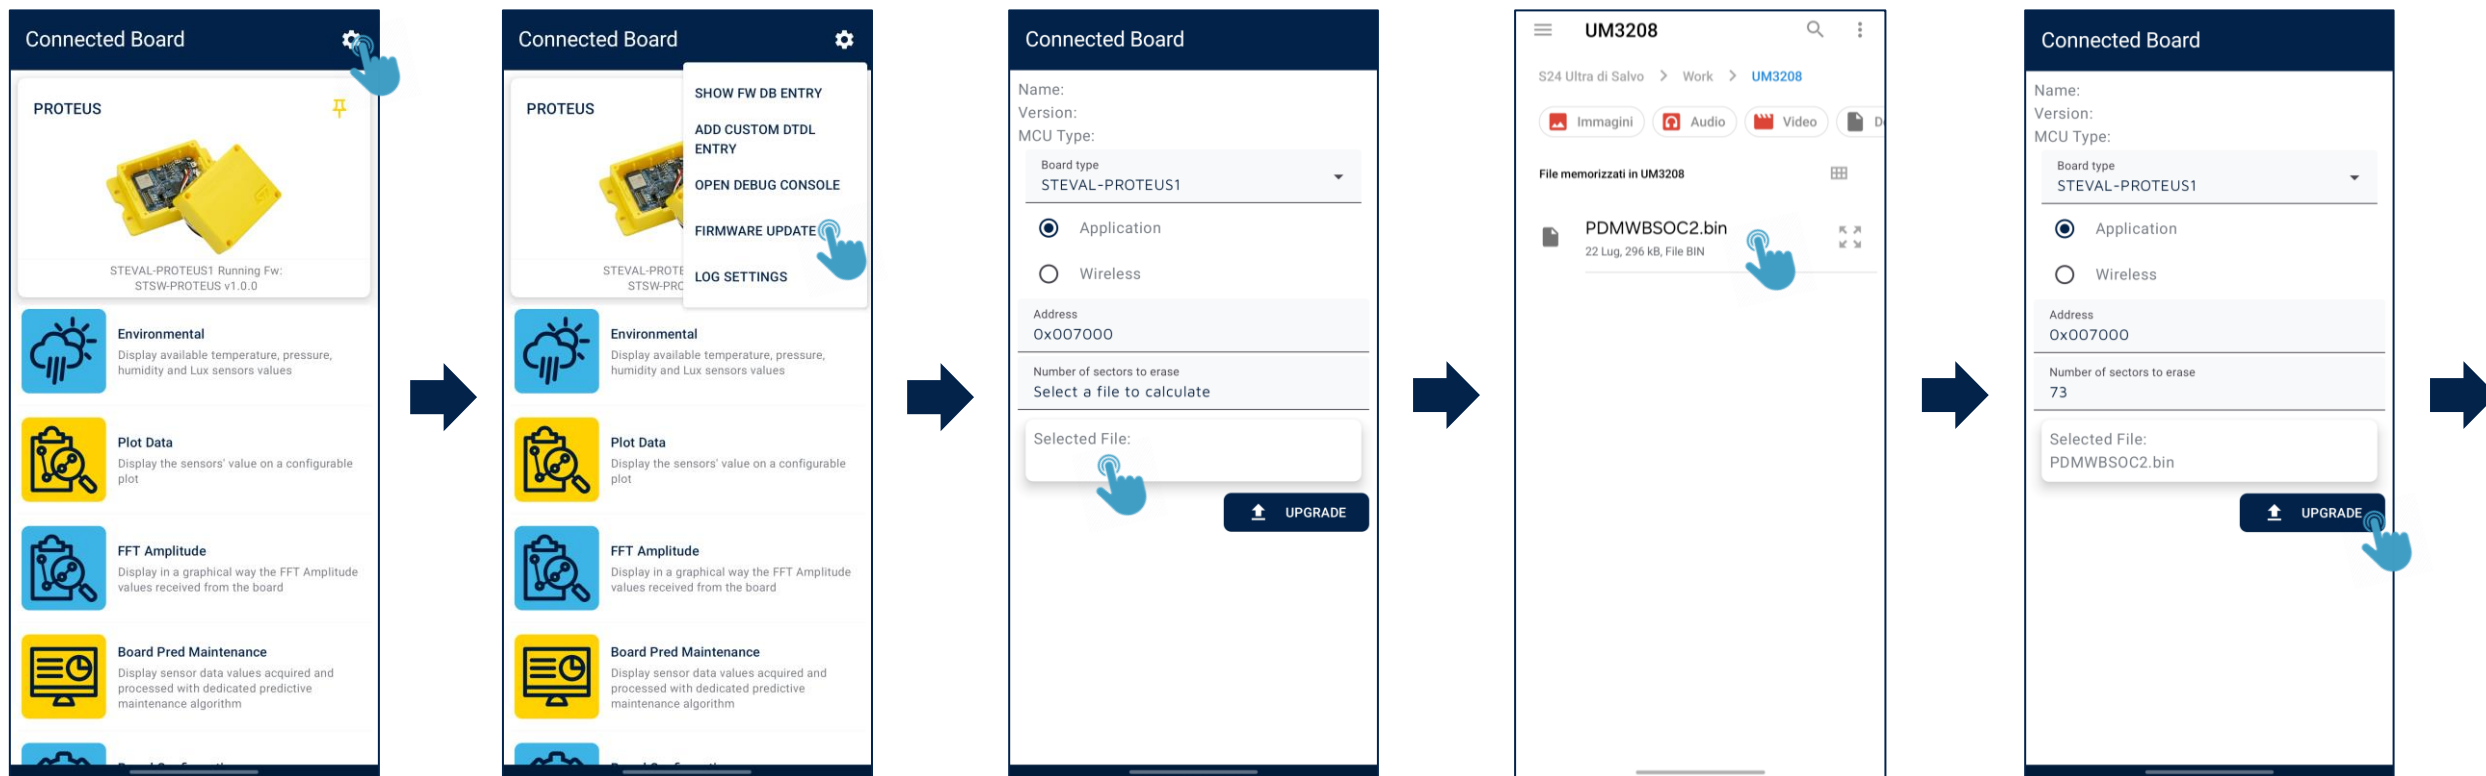 Connected Board
PROTEUS
STEVAL-PROTEUS1 Running Fw:
STSW-PROTEUS v1.0.0
Environmental
Display available temperature, pressure,
humidity and Lux sensors values
Plot Data
Display the sensors' value on a configurable
plot
FFT Amplitude
Display in a graphical way the FFT Amplitude
values received from the board
Board Pred Maintenance
Display sensor data values acquired and
processed with dedicated predictive
maintenance algorithm
Connected Board
PROTEUS
SHOW FW DB ENTRY
ADD CUSTOM DTDL
ENTRY
OPEN DEBUG CONSOLE
FIRMWARE UPDATE
LOG SETTINGS
STEVAL-PROTE
STSW-PRO
Environmental
Display available temperature, pressure,
humidity and Lux sensors values
Plot Data
Display the sensors' value on a configurable
plot
FFT Amplitude
Display in a graphical way the FFT Amplitude
values received from the board
Board Pred Maintenance
Display sensor data values acquired and
processed with dedicated predictive
maintenance algorithm
Connected Board
Name:
Version:
MCU Type:
Board type
STEVAL-PROTEUS1
Application
Wireless
Address
0x007000
Number of sectors to erase
Select a file to calculate
Selected File:
UPGRADE
UM3208
S24 Ultra di Salvo > Work > UM3208
Immagini Audio Video D
File memorizzati in UM3208
PDMWBSOC2.bin
22 Lug, 296 kB, File BIN
Connected Board
Name:
Version:
MCU Type:
Board type
STEVAL-PROTEUS1
Application
Wireless
Address
0x007000
Number of sectors to erase
73
Selected File:
PDMWBSOC2.bin
UPGRADE